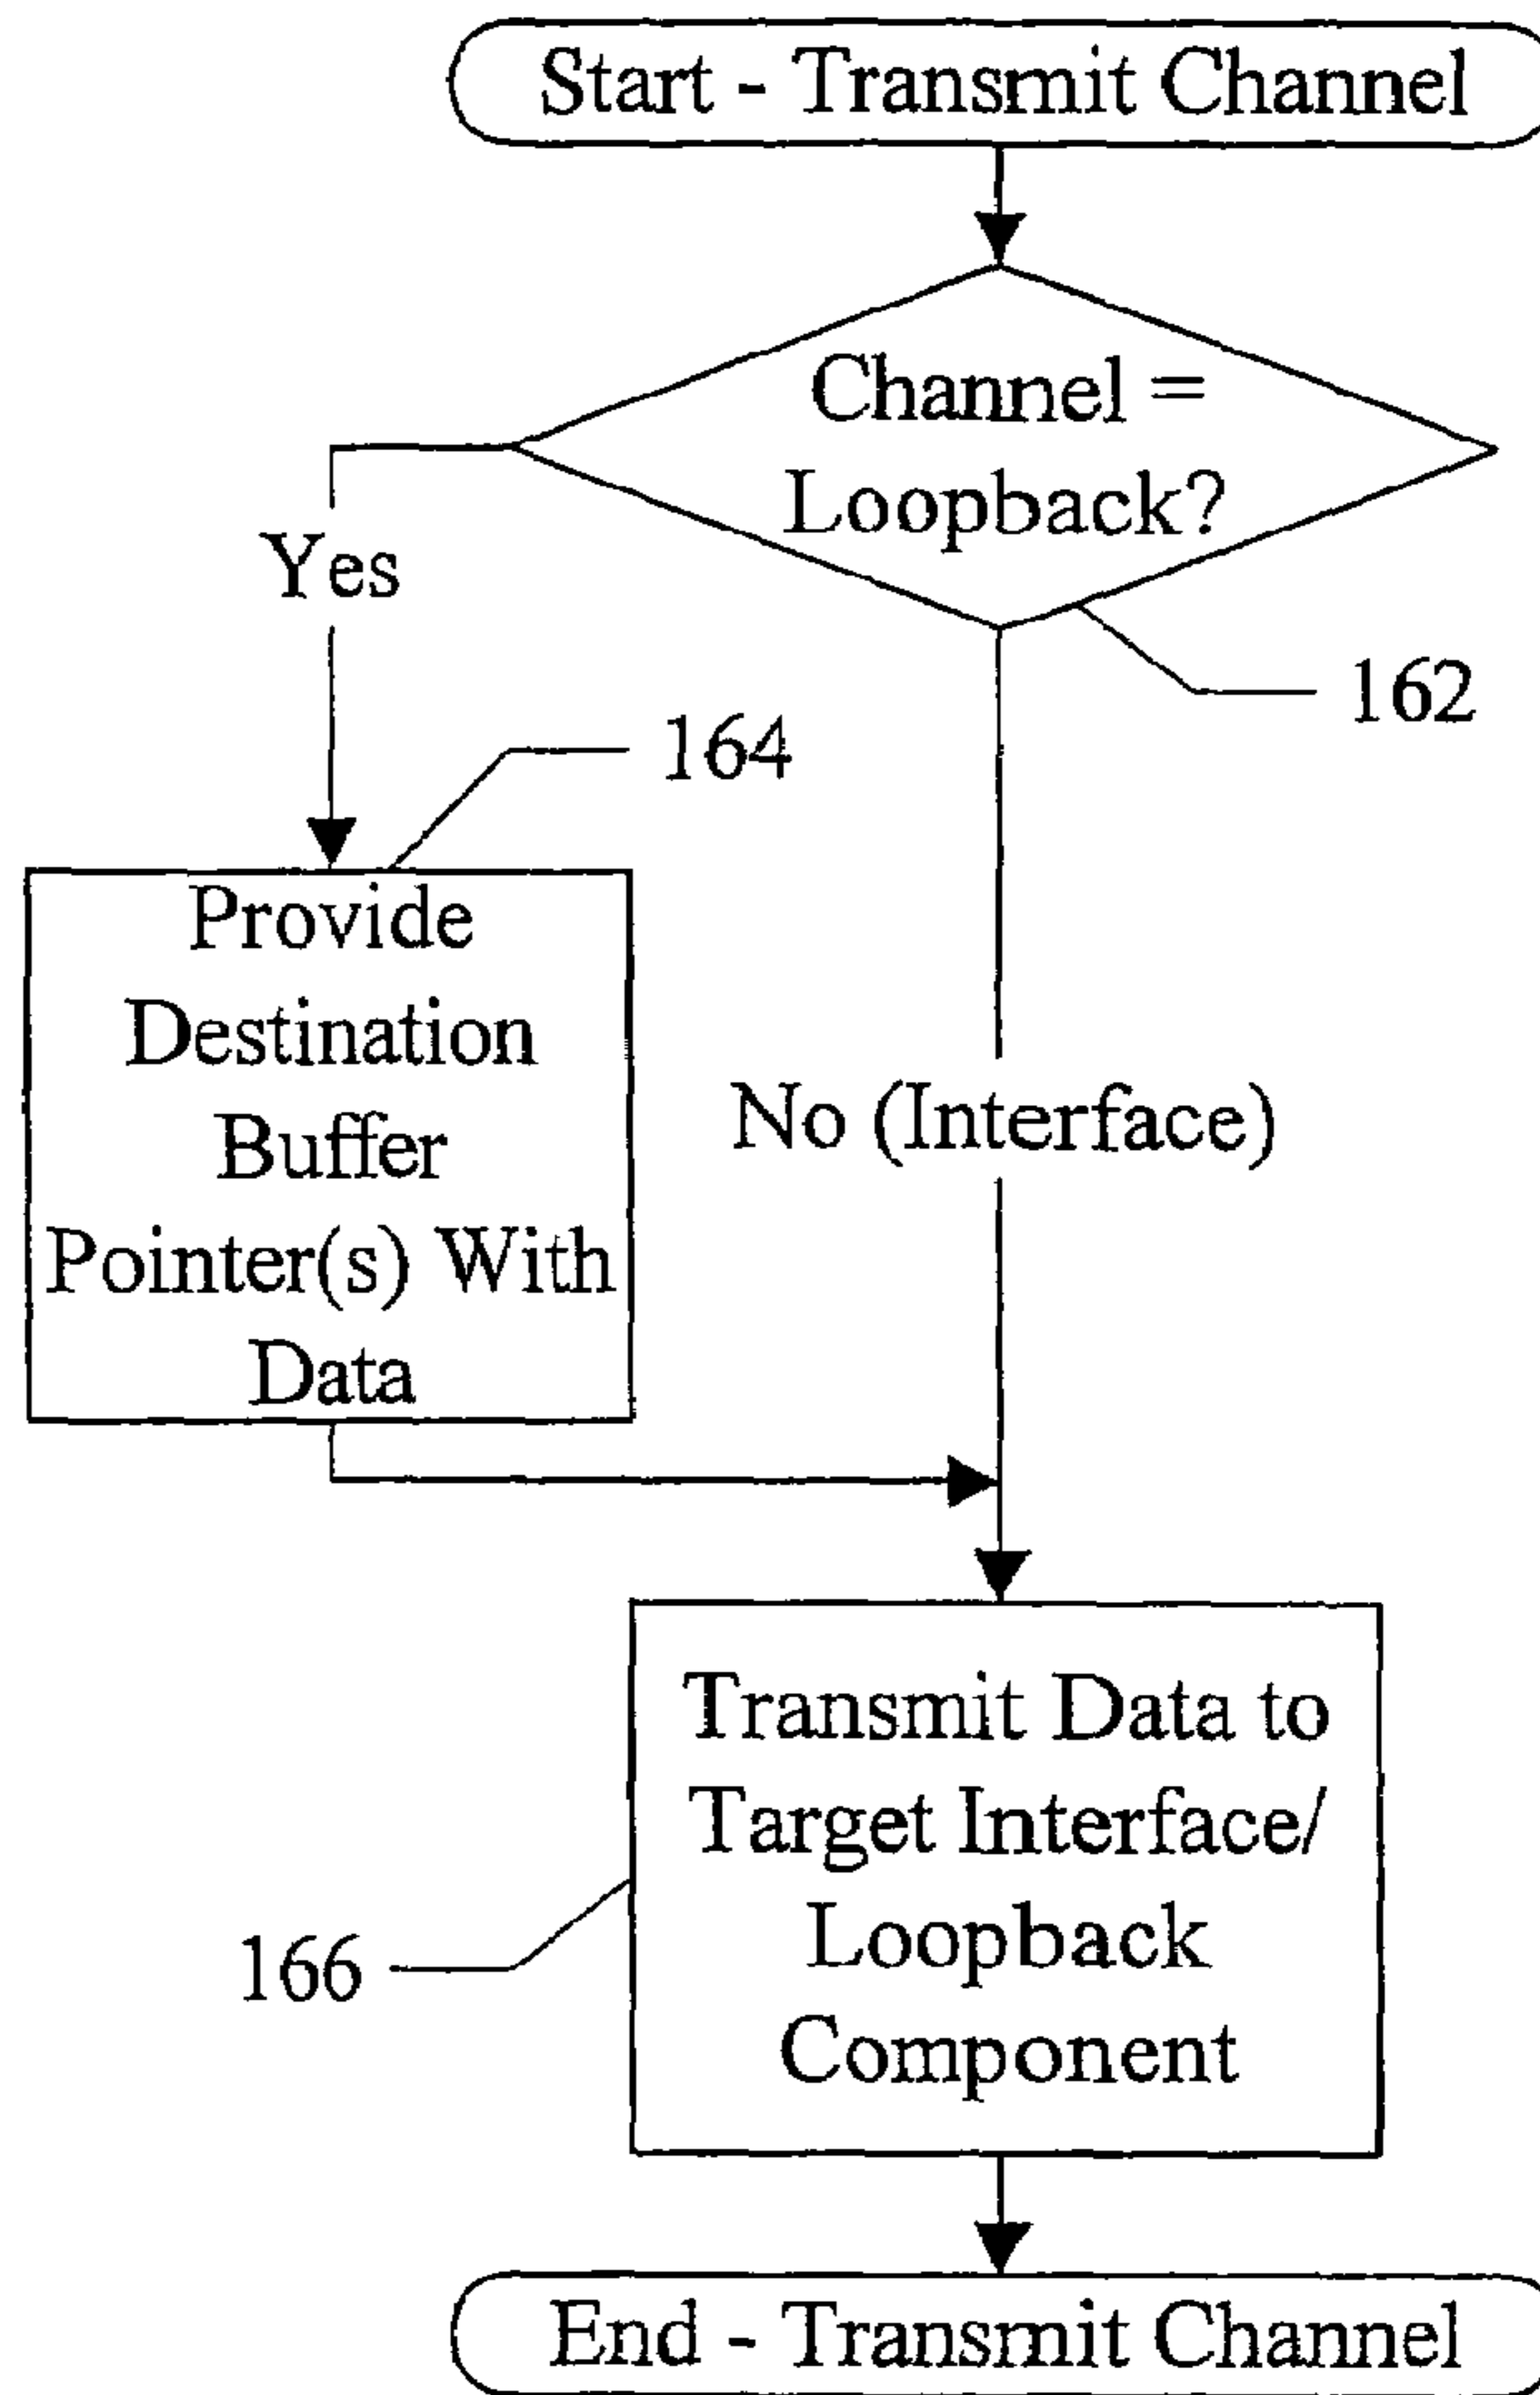 Start - Transmit Channel
Channel =
Loopback?
Yes
162
164
Provide
Destination
Buffer
Pointer(s) With
Data
No (Interface)
Transmit Data to
Target Interface/
Loopback
Component
166
End - Transmit Channel